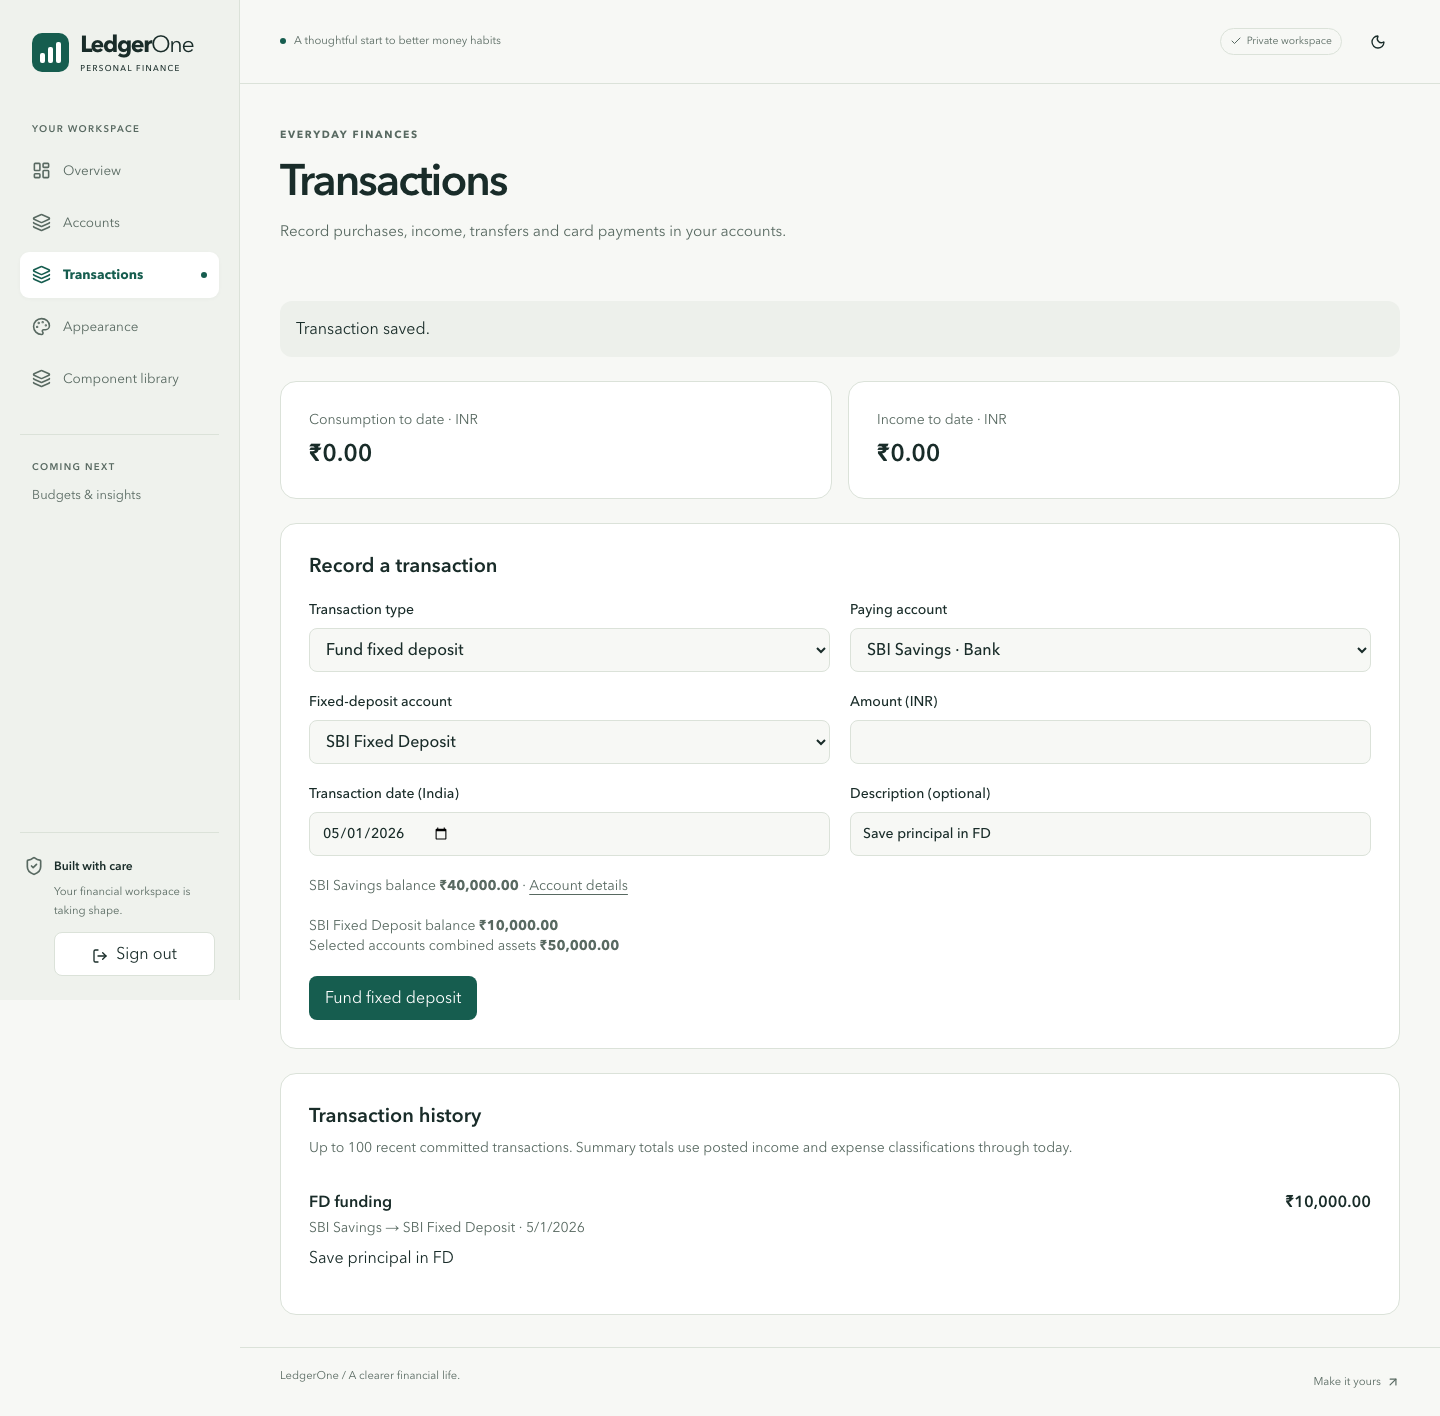 LedgerOne
PERSONAL FINANCE
YOUR WORKSPACE
Overview
Accounts
Transactions
Appearance
Component library
COMING NEXT
Budgets & insights
Built with care
Your financial workspace is
taking shape.
Sign out
A thoughtful start to better money habits
Private workspace
EVERYDAY FINANCES
Transactions
Record purchases, income, transfers and card payments in your accounts.
Transaction saved.
Consumption to date · INR
₹0.00
Income to date · INR
₹0.00
Record a transaction
Transaction type
Fund fixed deposit
Paying account
SBI Savings · Bank
Fixed-deposit account
SBI Fixed Deposit
Amount (INR)
Transaction date (India)
05/01/2026
Description (optional)
Save principal in FD
SBI Savings balance ₹40,000.00 · Account details
SBI Fixed Deposit balance ₹10,000.00
Selected accounts combined assets ₹50,000.00
Fund fixed deposit
Transaction history
Up to 100 recent committed transactions. Summary totals use posted income and expense classifications through today.
FD funding ₹10,000.00
SBI Savings → SBI Fixed Deposit · 5/1/2026
Save principal in FD
LedgerOne / A clearer financial life.
Make it yours